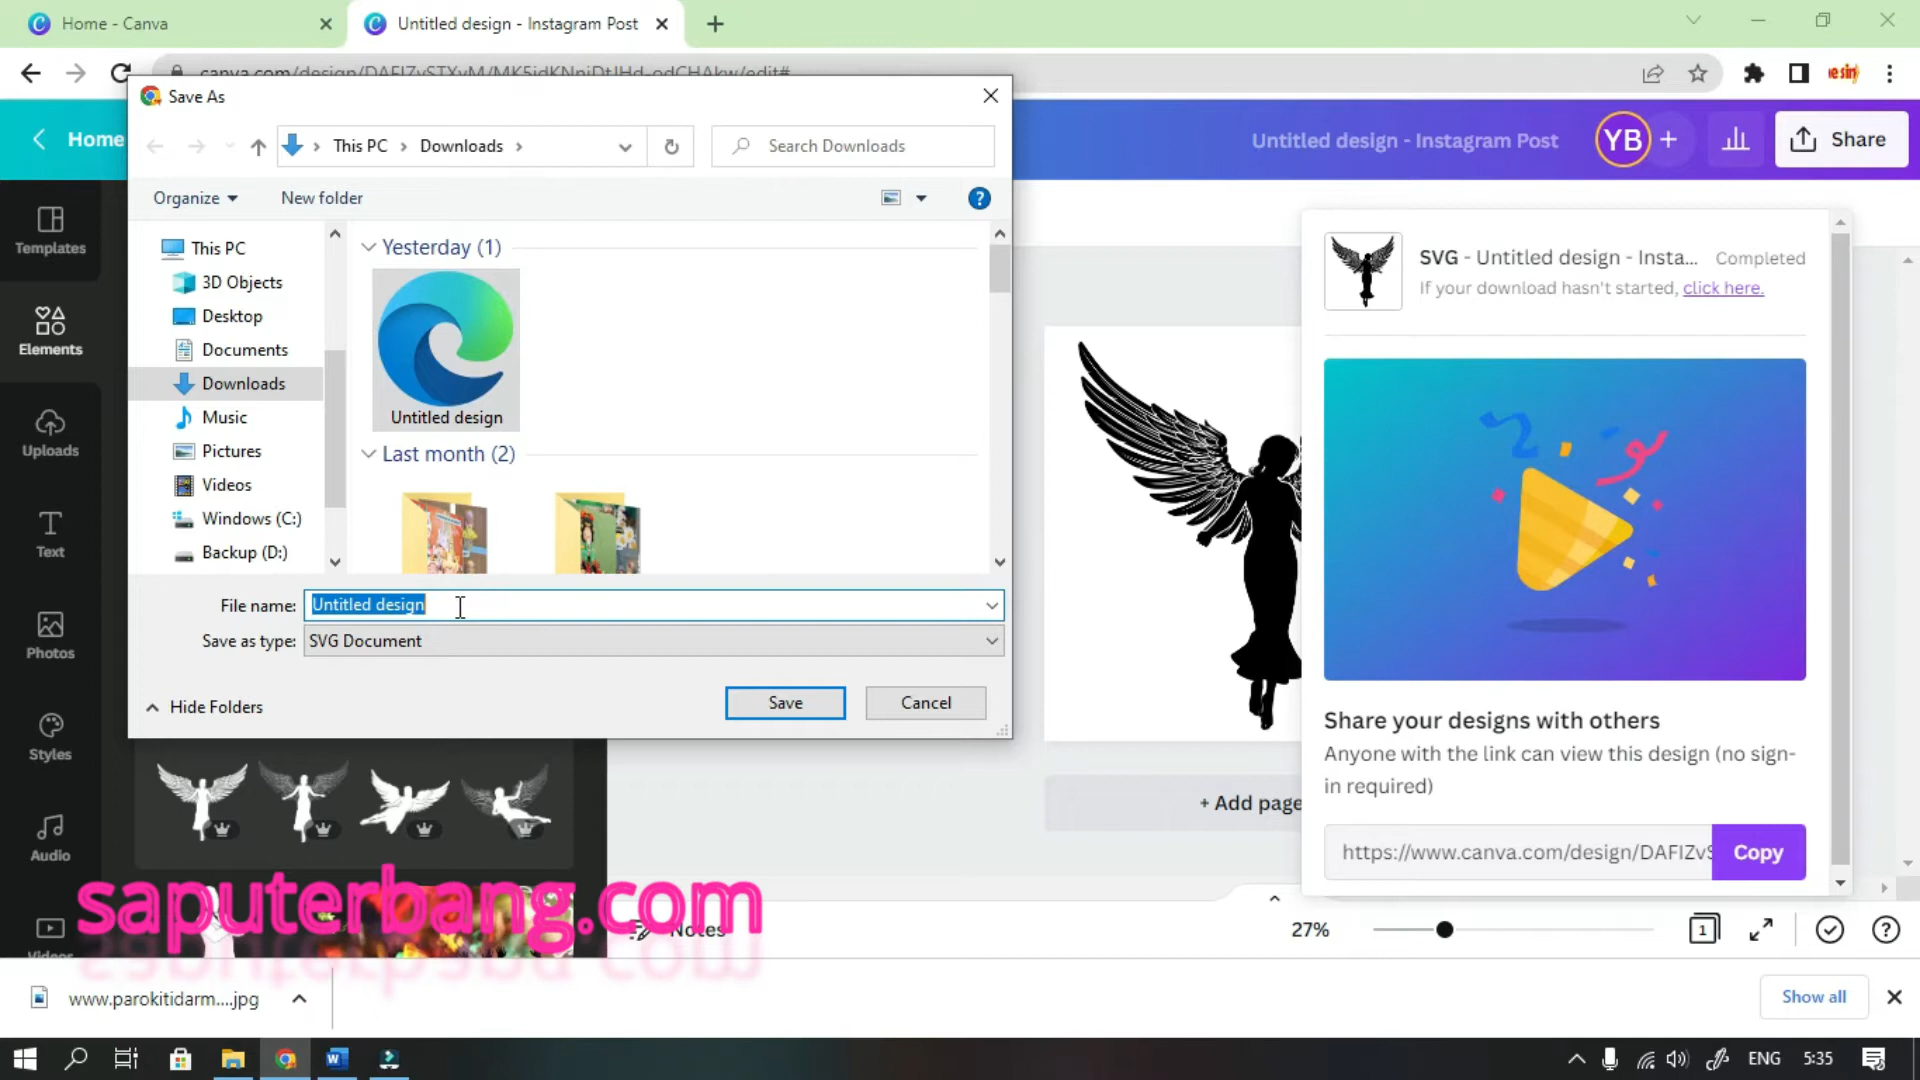 Home - Canva
Untitled design - Instagram Post
Save As
This PC
Downloads
Search Downloads
Organize
New folder
This PC
3D Objects
Desktop
Documents
Downloads
Music
Pictures
Videos
Windows (C:)
Backup (D:)
Yesterday (1)
Untitled design
Last month (2)
File name: Untitled design
Save as type: SVG Document
Hide Folders
Save
Cancel
Home
Untitled design - Instagram Post
YB
Share
Templates
Elements
Uploads
Text
Photos
Styles
Audio
SVG - Untitled design - Insta...
Completed
If your download hasn't started, click here.
Share your designs with others
Anyone with the link can view this design (no sign-
in required)
https://www.canva.com/design/DAFIZvS
Copy
+ Add page
saputerbang.com
Notes
27%
1
www.parokitidarm....jpg
Show all
ENG
5:35